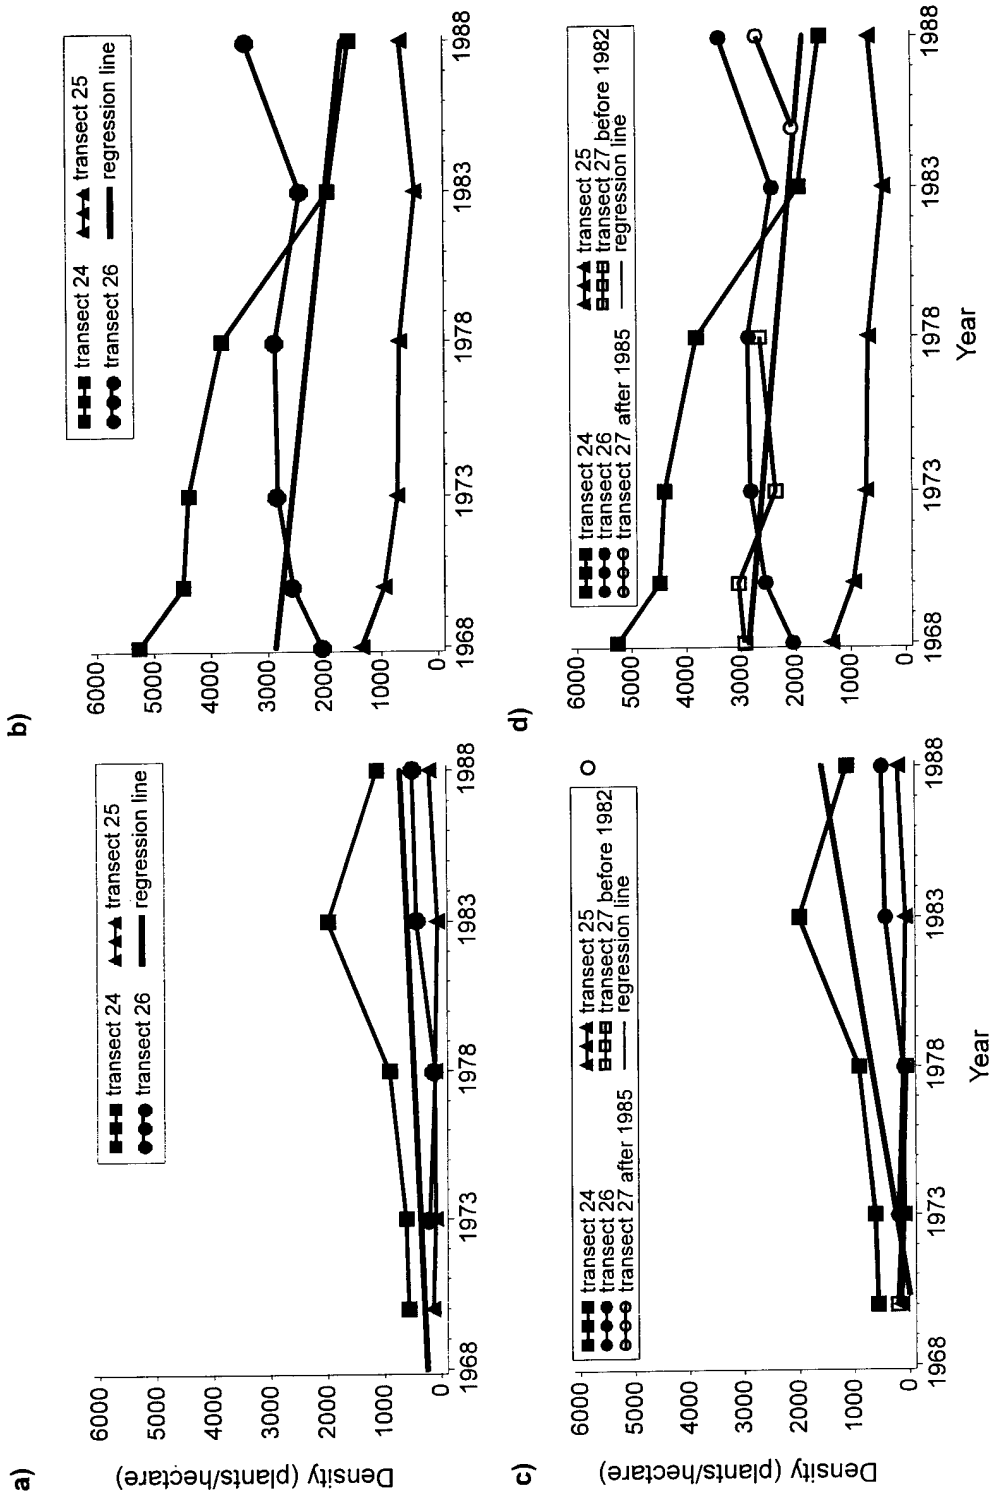 a)
transect 24 transect 25
transect 26 regression line
Density (plants/hectare)
6000
5000
4000
3000
2000
1000
0
1968 1973 1978 1983 1988
b)
transect 24 transect 25
transect 26 regression line
6000
5000
4000
3000
2000
1000
0
1968 1973 1978 1983 1988
c)
transect 24 transect 25
transect 26 transect 27 before 1982
transect 27 after 1985 regression line
Density (plants/hectare)
6000
5000
4000
3000
2000
1000
0
1968 1973 1978 1983 1988
Year
d)
transect 24 transect 25
transect 26 transect 27 before 1982
transect 27 after 1985 regression line
6000
5000
4000
3000
2000
1000
0
1968 1973 1978 1983 1988
Year